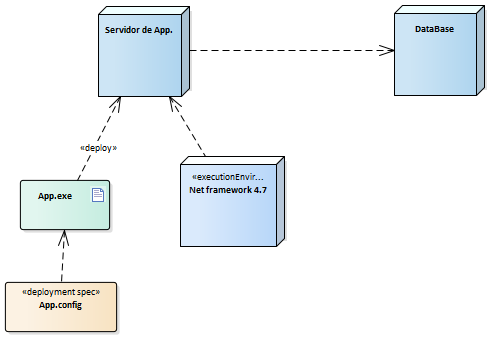 Servidor de App.
DataBase
«deploy»
«executionEnvir...
Net framework 4.7
App.exe
«deployment spec»
App.config